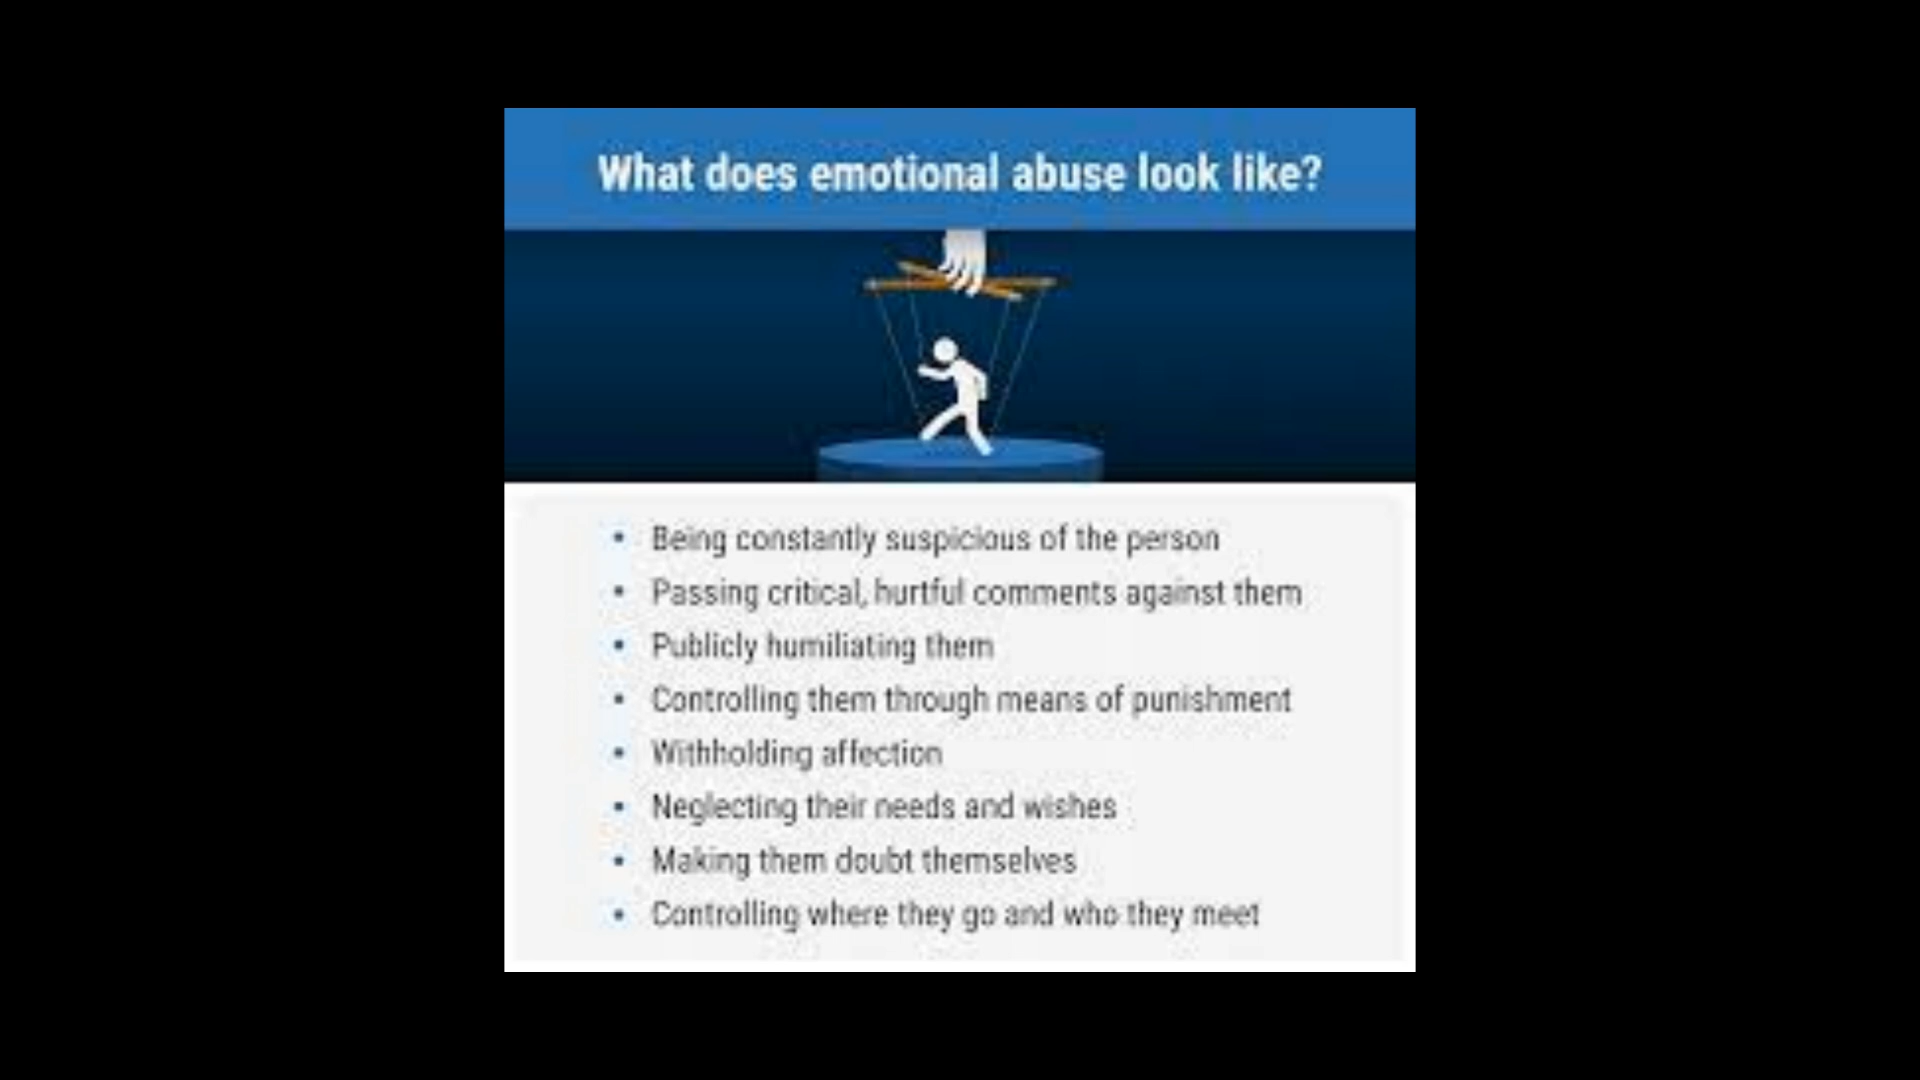 What does emotional abuse look like?
• Being constantly suspicious of the person
• Passing critical, hurtful comments against them
• Publicly humiliating them
• Controlling them through means of punishment
• Withholding affection
• Neglecting their needs and wishes
• Making them doubt themselves
• Controlling where they go and who they meet